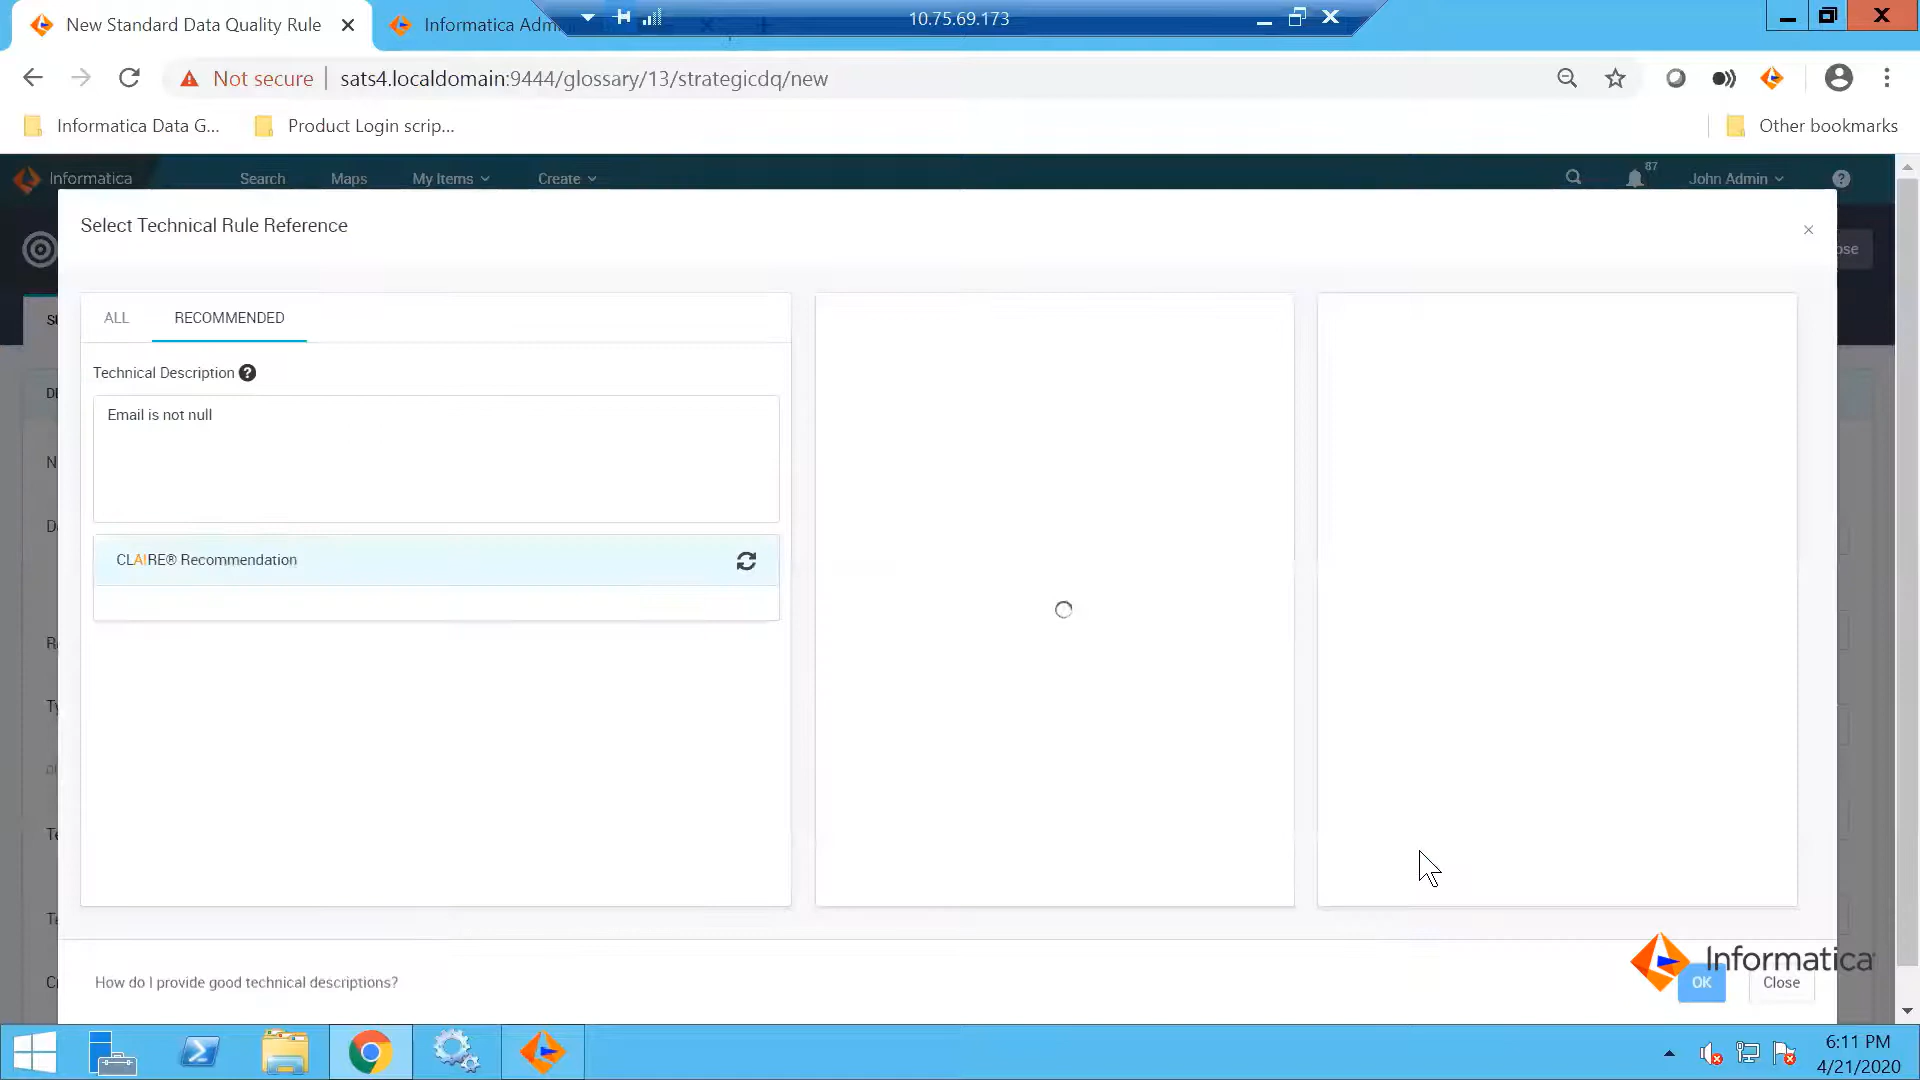 New Standard Data Quality Rule
Informatica Adm
10.75.69.173
Not secure
sats4.localdomain:9444/glossary/13/strategicdq/new
Informatica Data G...
Product Login scrip...
Other bookmarks
Informatica
Search
Maps
My Items
Create
87
John Admin
Select Technical Rule Reference
ose
ALL
RECOMMENDED
Technical Description
Email is not null
CLAIRE® Recommendation
How do I provide good technical descriptions?
Informatica
OK
Close
6:11 PM
4/21/2020